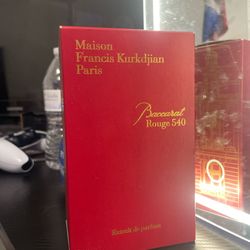 Maison
Francis Kurkdjian
Paris
Baccarat
Rouge 540
Extrait de parfum